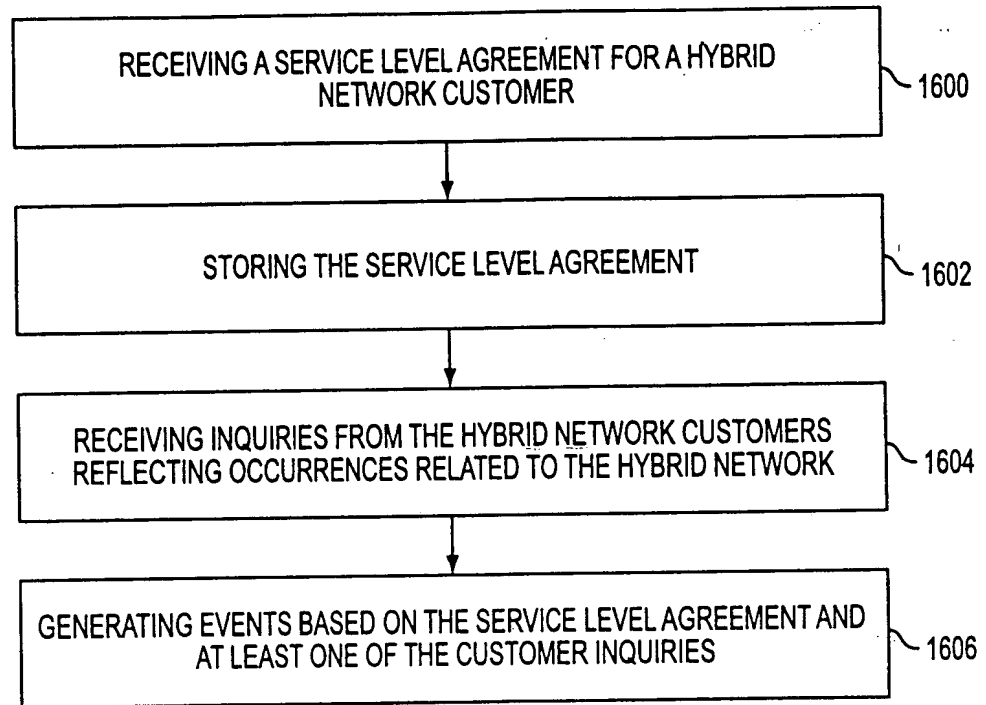 RECEIVING A SERVICE LEVEL AGREEMENT FOR A HYBRID
NETWORK CUSTOMER
1600
STORING THE SERVICE LEVEL AGREEMENT
1602
RECEIVING INQUIRIES FROM THE HYBRID NETWORK CUSTOMERS
REFLECTING OCCURRENCES RELATED TO THE HYBRID NETWORK
1604
GENERATING EVENTS BASED ON THE SERVICE LEVEL AGREEMENT AND
AT LEAST ONE OF THE CUSTOMER INQUIRIES
1606